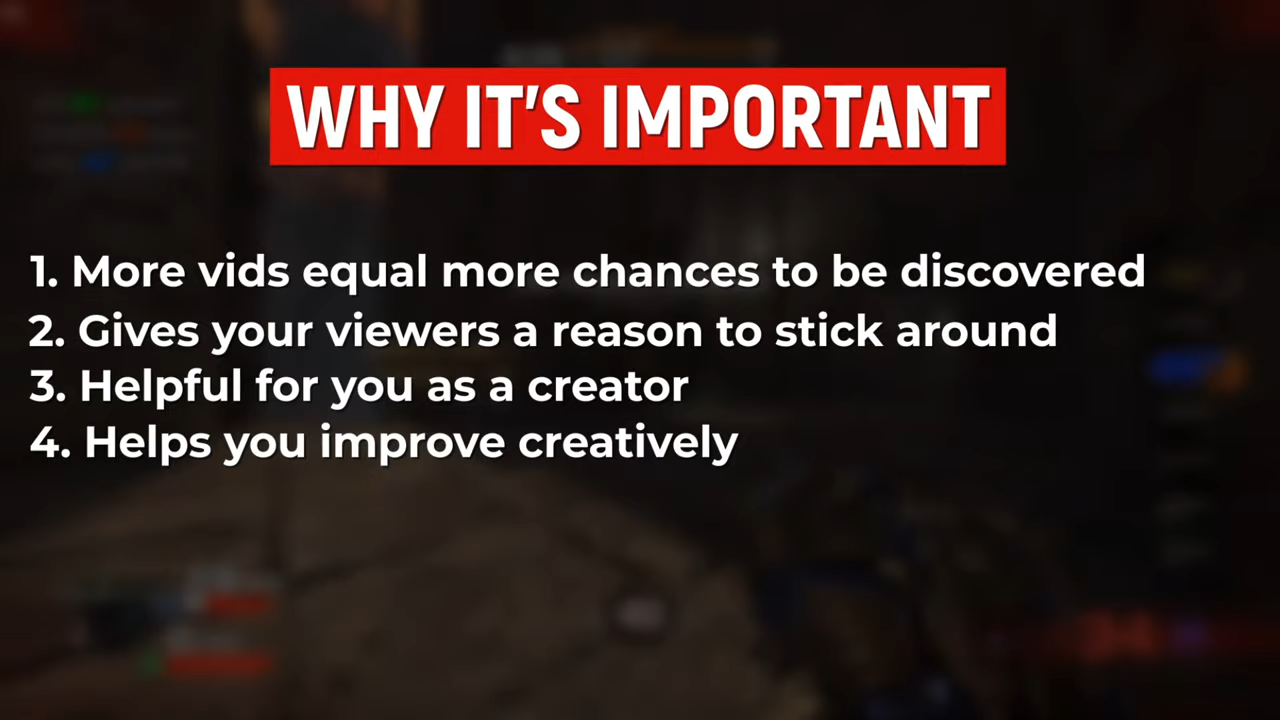 WHY IT'S IMPORTANT
1. More vids equal more chances to be discovered
2. Gives your viewers a reason to stick around
3. Helpful for you as a creator
4. Helps you improve creatively